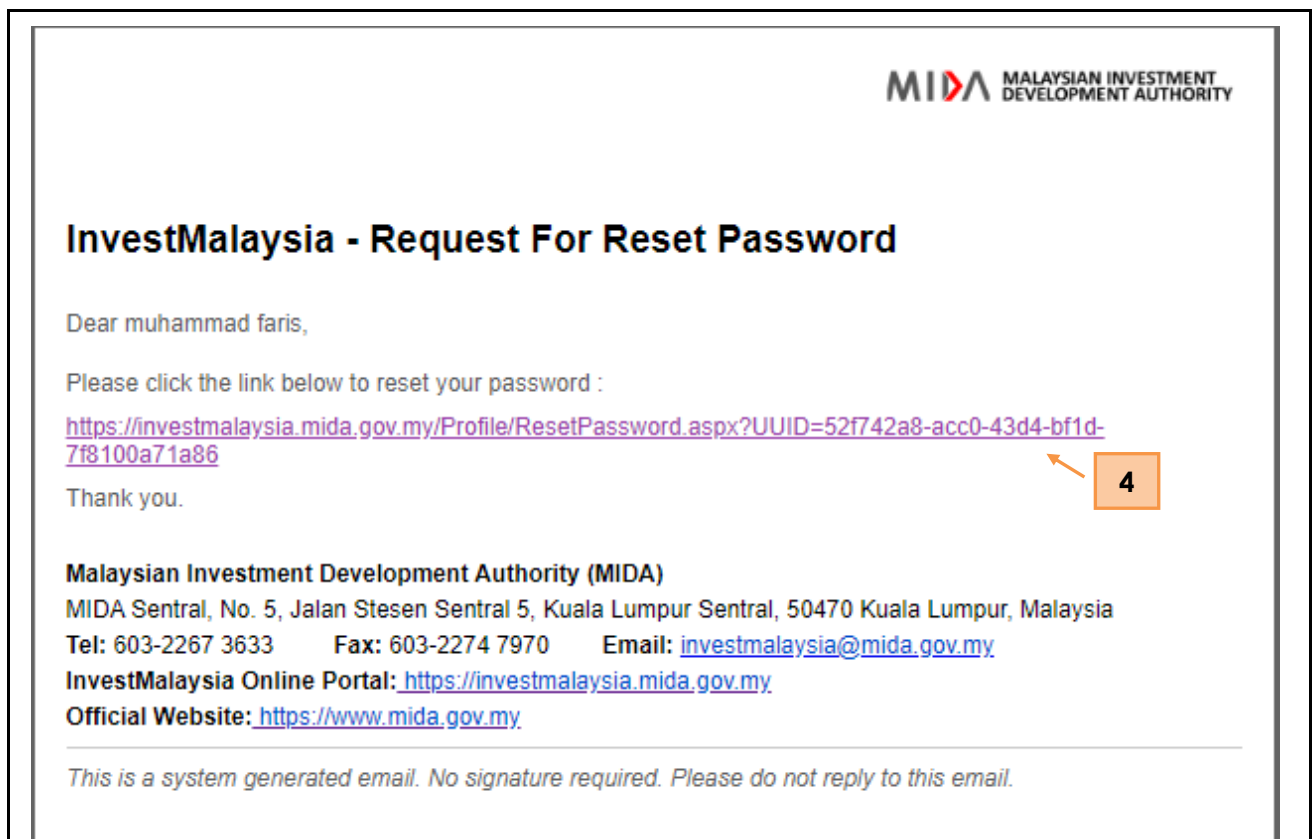 MIDA MALAYSIAN INVESTMENT
DEVELOPMENT AUTHORITY
InvestMalaysia - Request For Reset Password
Dear muhammad faris,
Please click the link below to reset your password :
https://investmalaysia.mida.gov.my/Profile/ResetPassword.aspx?UUID=52f742a8-acc0-43d4-bf1d-
7f8100a71a86
4
Thank you.
Malaysian Investment Development Authority (MIDA)
MIDA Sentral, No. 5, Jalan Stesen Sentral 5, Kuala Lumpur Sentral, 50470 Kuala Lumpur, Malaysia
Tel: 603-2267 3633 Fax: 603-2274 7970 Email: investmalaysia@mida.gov.my
InvestMalaysia Online Portal: https://investmalaysia.mida.gov.my
Official Website: https://www.mida.gov.my
This is a system generated email. No signature required. Please do not reply to this email.